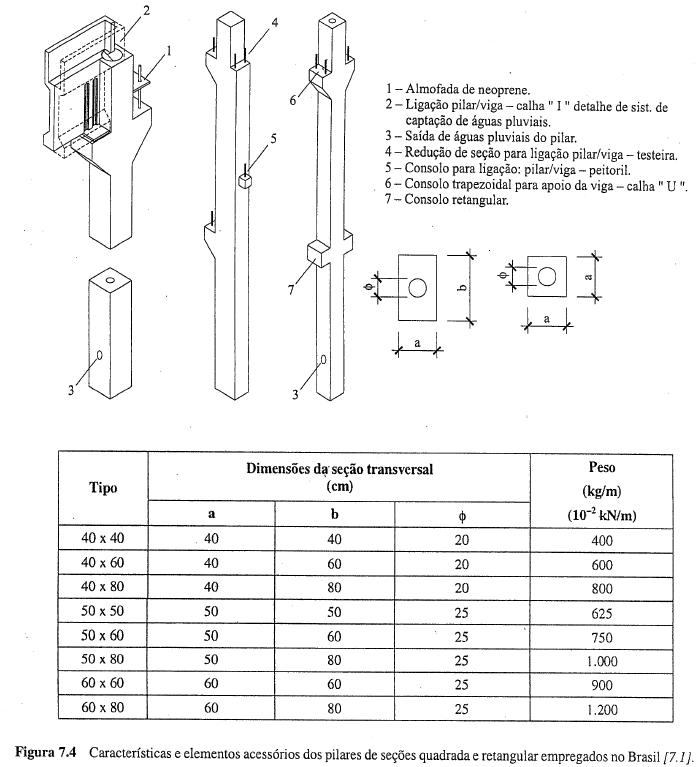 2
1
3
4
5
6
7
3
1 – Almofada de neoprene.
2 – Ligação pilar/viga – calha " I " detalhe de sist. de
captação de águas pluviais.
3 – Saída de águas pluviais do pilar.
4 – Redução de seção para ligação pilar/viga – testeira.
5 – Consolo para ligação: pilar/viga – peitoril.
6 – Consolo trapezoidal para apoio da viga – calha " U ".
7 – Consolo retangular.
ϕ b a
ϕ a a
Tipo Dimensões da seção transversal (cm) Peso (kg/m) (10⁻² kN/m)
a b ϕ
40 x 40 40 40 20 400
40 x 60 40 60 20 600
40 x 80 40 80 20 800
50 x 50 50 50 25 625
50 x 60 50 60 25 750
50 x 80 50 80 25 1.000
60 x 60 60 60 25 900
60 x 80 60 80 25 1.200
Figura 7.4 Características e elementos acessórios dos pilares de seções quadrada e retangular empregados no Brasil [7.1].